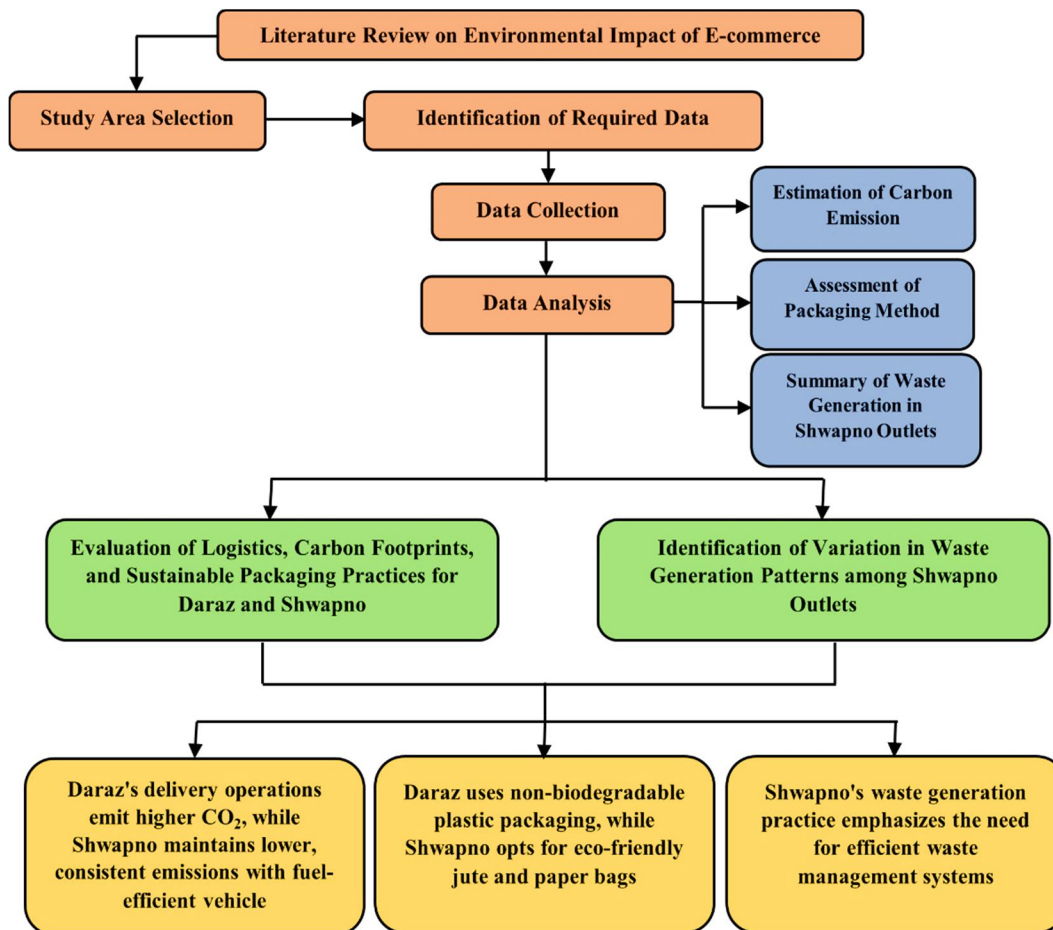 Literature Review on Environmental Impact of E-commerce
Study Area Selection
Identification of Required Data
Data Collection
Data Analysis
Estimation of Carbon
Emission
Assessment of
Packaging Method
Summary of Waste
Generation in
Shwapno Outlets
Evaluation of Logistics, Carbon Footprints,
and Sustainable Packaging Practices for
Daraz and Shwapno
Identification of Variation in Waste
Generation Patterns among Shwapno
Outlets
Daraz's delivery operations
emit higher CO₂, while
Shwapno maintains lower,
consistent emissions with fuel-
efficient vehicle
Daraz uses non-biodegradable
plastic packaging, while
Shwapno opts for eco-friendly
jute and paper bags
Shwapno's waste generation
practice emphasizes the need
for efficient waste
management systems